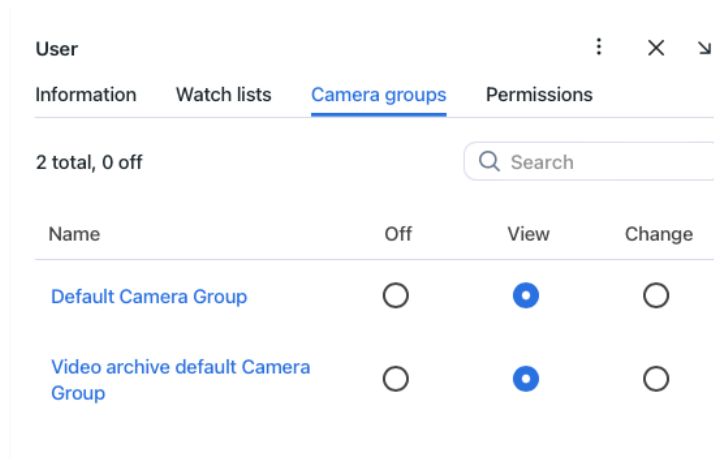 User
Information Watch lists Camera groups Permissions
2 total, 0 off Search
Name Off View Change
Default Camera Group
Video archive default Camera
Group